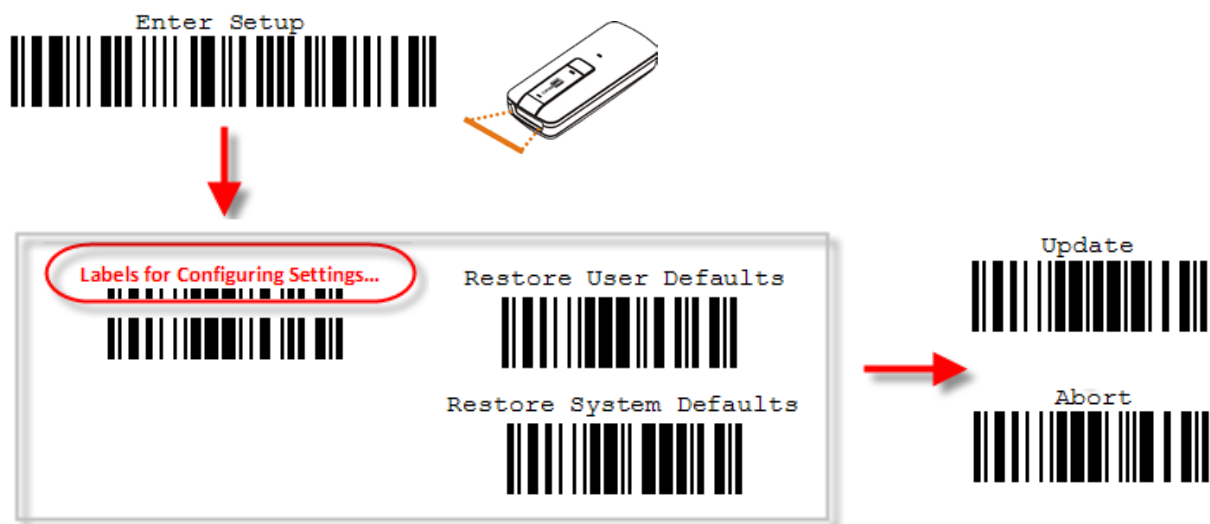 Enter Setup
Labels for Configuring Settings...
Restore User Defaults
Restore System Defaults
Update
Abort